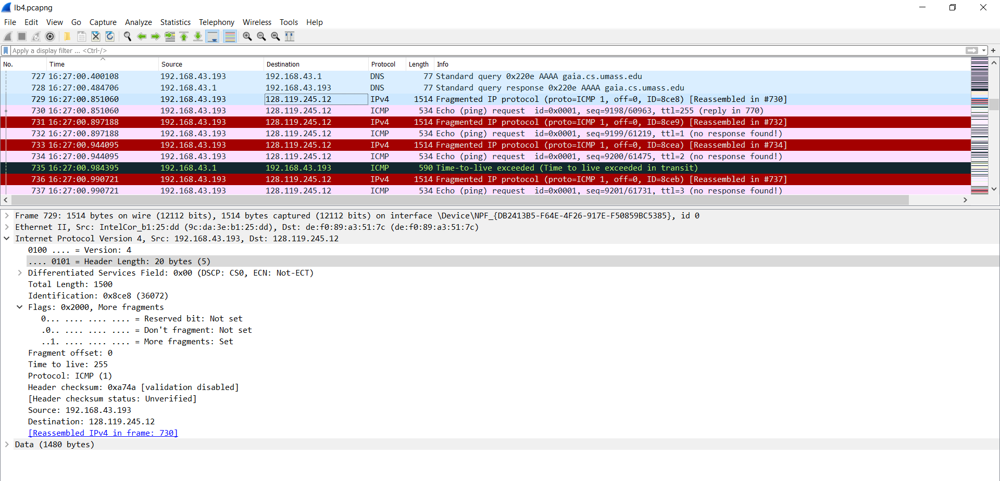 lb4.pcapng
File Edit View Go Capture Analyze Statistics Telephony Wireless Tools Help
Apply a display filter ... <Ctrl-/>
No. Time Source Destination Protocol Length Info
727 16:27:00.400108 192.168.43.193 192.168.43.1 DNS 77 Standard query 0x220e AAAA gaia.cs.umass.edu
728 16:27:00.484706 192.168.43.1 192.168.43.193 DNS 77 Standard query response 0x220e AAAA gaia.cs.umass.edu
729 16:27:00.851060 192.168.43.193 128.119.245.12 IPv4 1514 Fragmented IP protocol (proto=ICMP 1, off=0, ID=8ce8) [Reassembled in #730]
730 16:27:00.851060 192.168.43.193 128.119.245.12 ICMP 534 Echo (ping) request id=0x0001, seq=9198/60963, ttl=255 (reply in 770)
731 16:27:00.897188 192.168.43.193 128.119.245.12 IPv4 1514 Fragmented IP protocol (proto=ICMP 1, off=0, ID=8ce9) [Reassembled in #732]
732 16:27:00.897188 192.168.43.193 128.119.245.12 ICMP 534 Echo (ping) request id=0x0001, seq=9199/61219, ttl=1 (no response found!)
733 16:27:00.944095 192.168.43.193 128.119.245.12 IPv4 1514 Fragmented IP protocol (proto=ICMP 1, off=0, ID=8cea) [Reassembled in #734]
734 16:27:00.944095 192.168.43.193 128.119.245.12 ICMP 534 Echo (ping) request id=0x0001, seq=9200/61475, ttl=2 (no response found!)
735 16:27:00.984395 192.168.43.1 192.168.43.193 ICMP 590 Time-to-live exceeded (Time to live exceeded in transit)
736 16:27:00.990721 192.168.43.193 128.119.245.12 IPv4 1514 Fragmented IP protocol (proto=ICMP 1, off=0, ID=8ceb) [Reassembled in #737]
737 16:27:00.990721 192.168.43.193 128.119.245.12 ICMP 534 Echo (ping) request id=0x0001, seq=9201/61731, ttl=3 (no response found!)
Frame 729: 1514 bytes on wire (12112 bits), 1514 bytes captured (12112 bits) on interface \Device\NPF_{DB2413B5-F64E-4F26-917E-F50859BC5385}, id 0
Ethernet II, Src: IntelCor_b1:25:dd (9c:da:3e:b1:25:dd), Dst: de:f0:89:a3:51:7c (de:f0:89:a3:51:7c)
Internet Protocol Version 4, Src: 192.168.43.193, Dst: 128.119.245.12
0100 .... = Version: 4
.... 0101 = Header Length: 20 bytes (5)
Differentiated Services Field: 0x00 (DSCP: CS0, ECN: Not-ECT)
Total Length: 1500
Identification: 0x8ce8 (36072)
Flags: 0x2000, More fragments
0... .... .... .... = Reserved bit: Not set
.0.. .... .... .... = Don't fragment: Not set
..1. .... .... .... = More fragments: Set
Fragment offset: 0
Time to live: 255
Protocol: ICMP (1)
Header checksum: 0xa74a [validation disabled]
[Header checksum status: Unverified]
Source: 192.168.43.193
Destination: 128.119.245.12
[Reassembled IPv4 in frame: 730]
Data (1480 bytes)